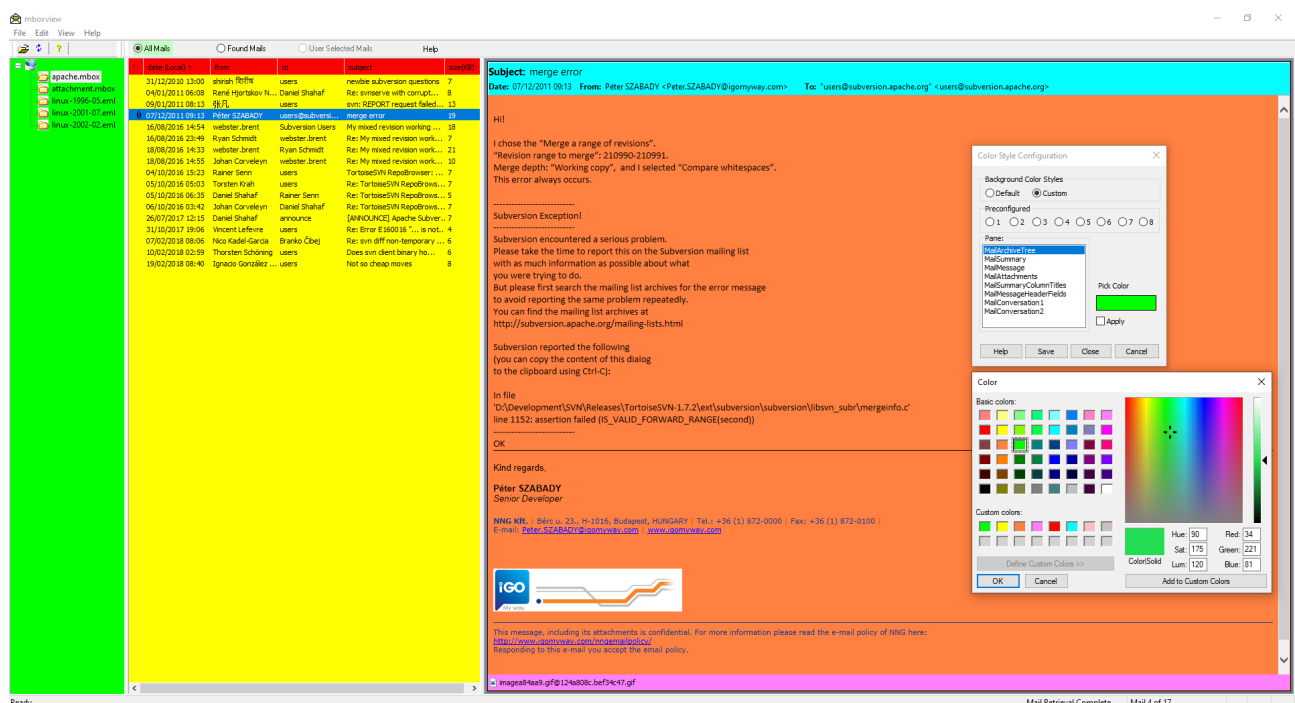 mboxview
File Edit View Help
All Mails Found Mails User Selected Mails Help
apache.mbox
attachment.mbox
linux-1996-05.eml
linux-2001-07.eml
linux-2002-02.eml
! date (Local) from to subject size(KB)
31/12/2010 13:00 shirish शिरीष users newbie subversion questions 7
04/01/2011 06:08 René Hjortskov N... Daniel Shahaf Re: svnserve with corrupt... 8
09/01/2011 08:13 张凡 users svn: REPORT request failed... 13
07/12/2011 09:13 Péter SZABADY users@subversi... merge error 19
16/08/2016 14:54 webster.brent Subversion Users My mixed revision working ... 18
16/08/2016 23:49 Ryan Schmidt webster.brent Re: My mixed revision work... 7
18/08/2016 14:33 webster.brent Ryan Schmidt Re: My mixed revision work... 21
18/08/2016 14:55 Johan Corveleyn webster.brent Re: My mixed revision work... 10
04/10/2016 15:23 Rainer Senn users TortoiseSVN RepoBrowser: ... 7
05/10/2016 05:03 Torsten Krah users Re: TortoiseSVN RepoBrows... 7
05/10/2016 06:35 Daniel Shahaf Rainer Senn Re: TortoiseSVN RepoBrows... 5
06/10/2016 03:42 Johan Corveleyn Daniel Shahaf Re: TortoiseSVN RepoBrows... 7
26/07/2017 12:15 Daniel Shahaf announce [ANNOUNCE] Apache Subver... 7
31/10/2017 19:06 Vincent Lefevre users Re: Error E160016 "... is not... 4
07/02/2018 08:06 Nico Kadel-Garcia Branko Čibej Re: svn diff non-temporary ... 6
10/02/2018 02:59 Thorsten Schöning users Does svn client binary ho... 6
19/02/2018 08:40 Ignacio González ... users Not so cheap moves 8
Subject: merge error
Date: 07/12/2011 09:13 From: Péter SZABADY <Peter.SZABADY@igomyway.com> To: "users@subversion.apache.org" <users@subversion.apache.org>
Hi!
I chose the "Merge a range of revisions".
"Revision range to merge": 210990-210991.
Merge depth: "Working copy", and I selected "Compare whitespaces".
This error always occurs.
---------------------------
Subversion Exception!
---------------------------
Subversion encountered a serious problem.
Please take the time to report this on the Subversion mailing list
with as much information as possible about what
you were trying to do.
But please first search the mailing list archives for the error message
to avoid reporting the same problem repeatedly.
You can find the mailing list archives at
http://subversion.apache.org/mailing-lists.html
Subversion reported the following
(you can copy the content of this dialog
to the clipboard using Ctrl-C):
In file
'D:\Development\SVN\Releases\TortoiseSVN-1.7.2\ext\subversion\subversion\libsvn_subr\mergeinfo.c'
line 1152: assertion failed (IS_VALID_FORWARD_RANGE(second))
---------------------------
OK
Kind regards,
Péter SZABADY
Senior Developer
NNG Kft. | Bérc u. 23., H-1016, Budapest, HUNGARY | Tel.: +36 (1) 872-0000 | Fax: +36 (1) 872-0100 |
E-mail: Peter.SZABADY@igomyway.com | www.igomyway.com
iGO
My way.
This message, including its attachments is confidential. For more information please read the e-mail policy of NNG here:
http://www.igomyway.com/nngemailpolicy/
Responding to this e-mail you accept the email policy.
imagea84aa9.gif@124a808c.bef34c47.gif
Color Style Configuration
Background Color Styles
Default Custom
Preconfigured
1 2 3 4 5 6 7 8
Pane:
MailArchiveTree
MailSummary
MailMessage
MailAttachments
MailSummaryColumnTitles
MailMessageHeaderFields
MailConversation1
MailConversation2
Pick Color
Apply
Help Save Close Cancel
Color
Basic colors:
Custom colors:
Define Custom Colors >>
OK Cancel
Color|Solid
Hue: 90 Red: 34
Sat: 175 Green: 221
Lum: 120 Blue: 81
Add to Custom Colors
Ready
Mail Retrieval Complete Mail 4 of 17